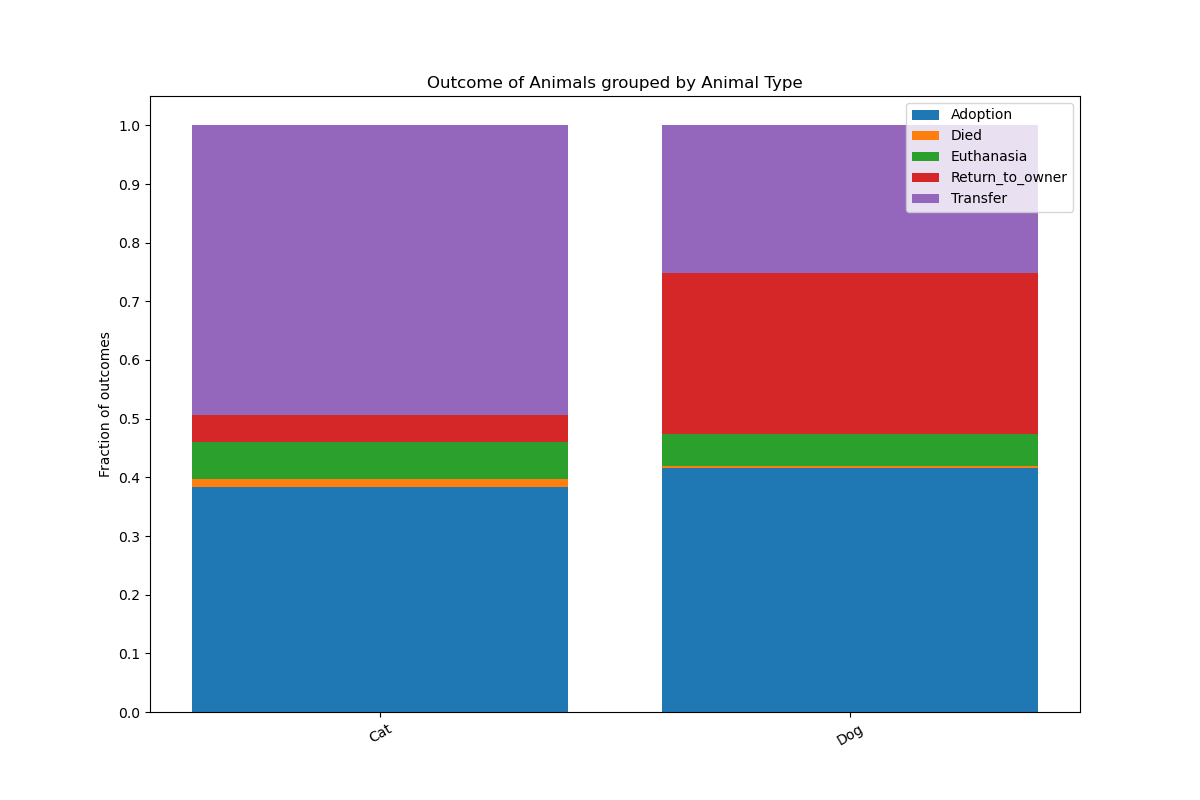 Outcome of Animals grouped by Animal Type
Adoption
Died
Euthanasia
Return_to_owner
Transfer
Fraction of outcomes
1.0
0.9
0.8
0.7
0.6
0.5
0.4
0.3
0.2
0.1
0.0
Cat
Dog